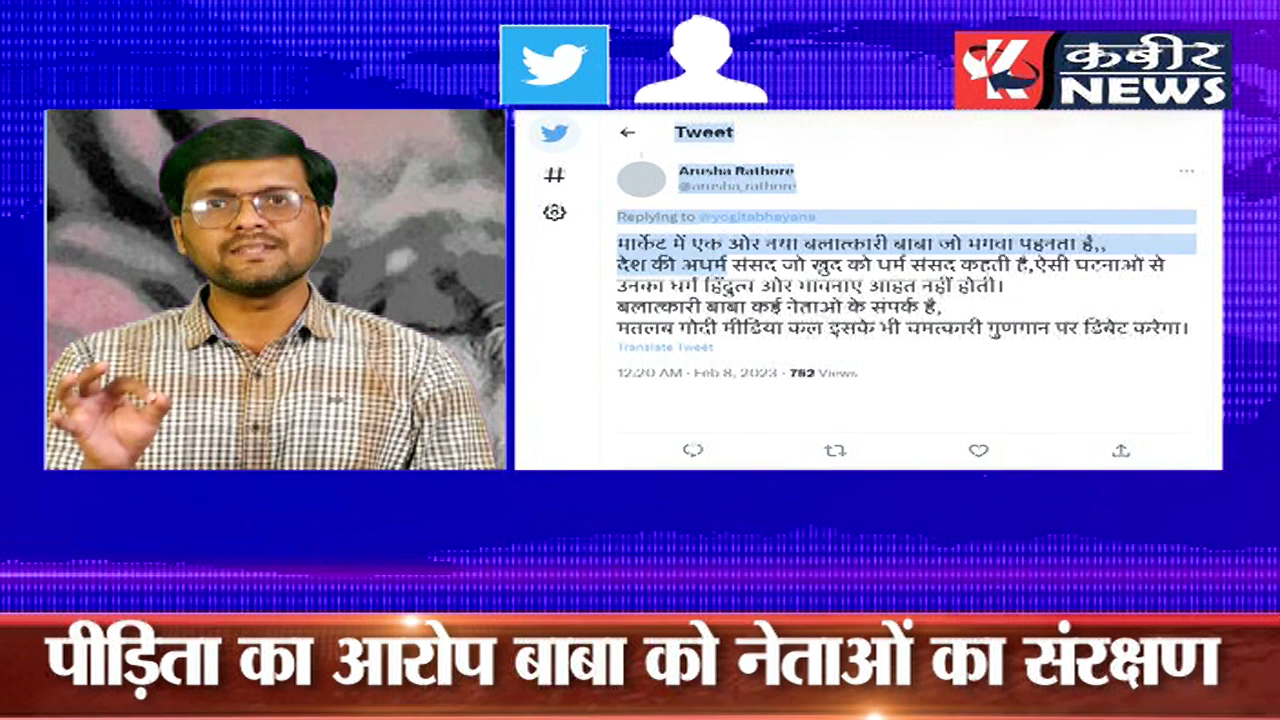 कबीर
NEWS
Tweet
Arusha Rathore
@arusha_rathore
Replying to @yogitabhayana
मार्केट में एक ओर नया बलात्कारी बाबा जो भगवा पहनता है,,
देश की अधर्म संसद जो खुद को धर्म संसद कहती है,ऐसी घटनाओं से
उनका धर्म हिंदुत्व और भावनाएं आहत नहीं होती।
बलात्कारी बाबा कई नेताओ के संपर्क है,
मतलब गोदी मीडिया कल इसके भी चमत्कारी गुणगान पर डिबेट करेगा।
Translate Tweet
12:20 AM · Feb 8, 2023 · 782 Views
पीड़िता का आरोप बाबा को नेताओं का संरक्षण